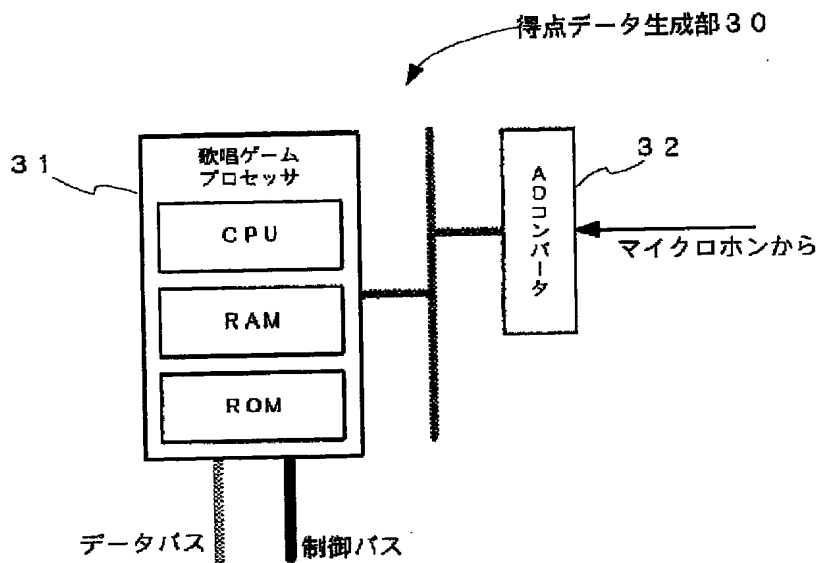 得点データ生成部30
31
歌唱ゲーム
プロセッサ
CPU
RAM
ROM
32
ADコンバータ
マイクロホンから
データバス
制御バス